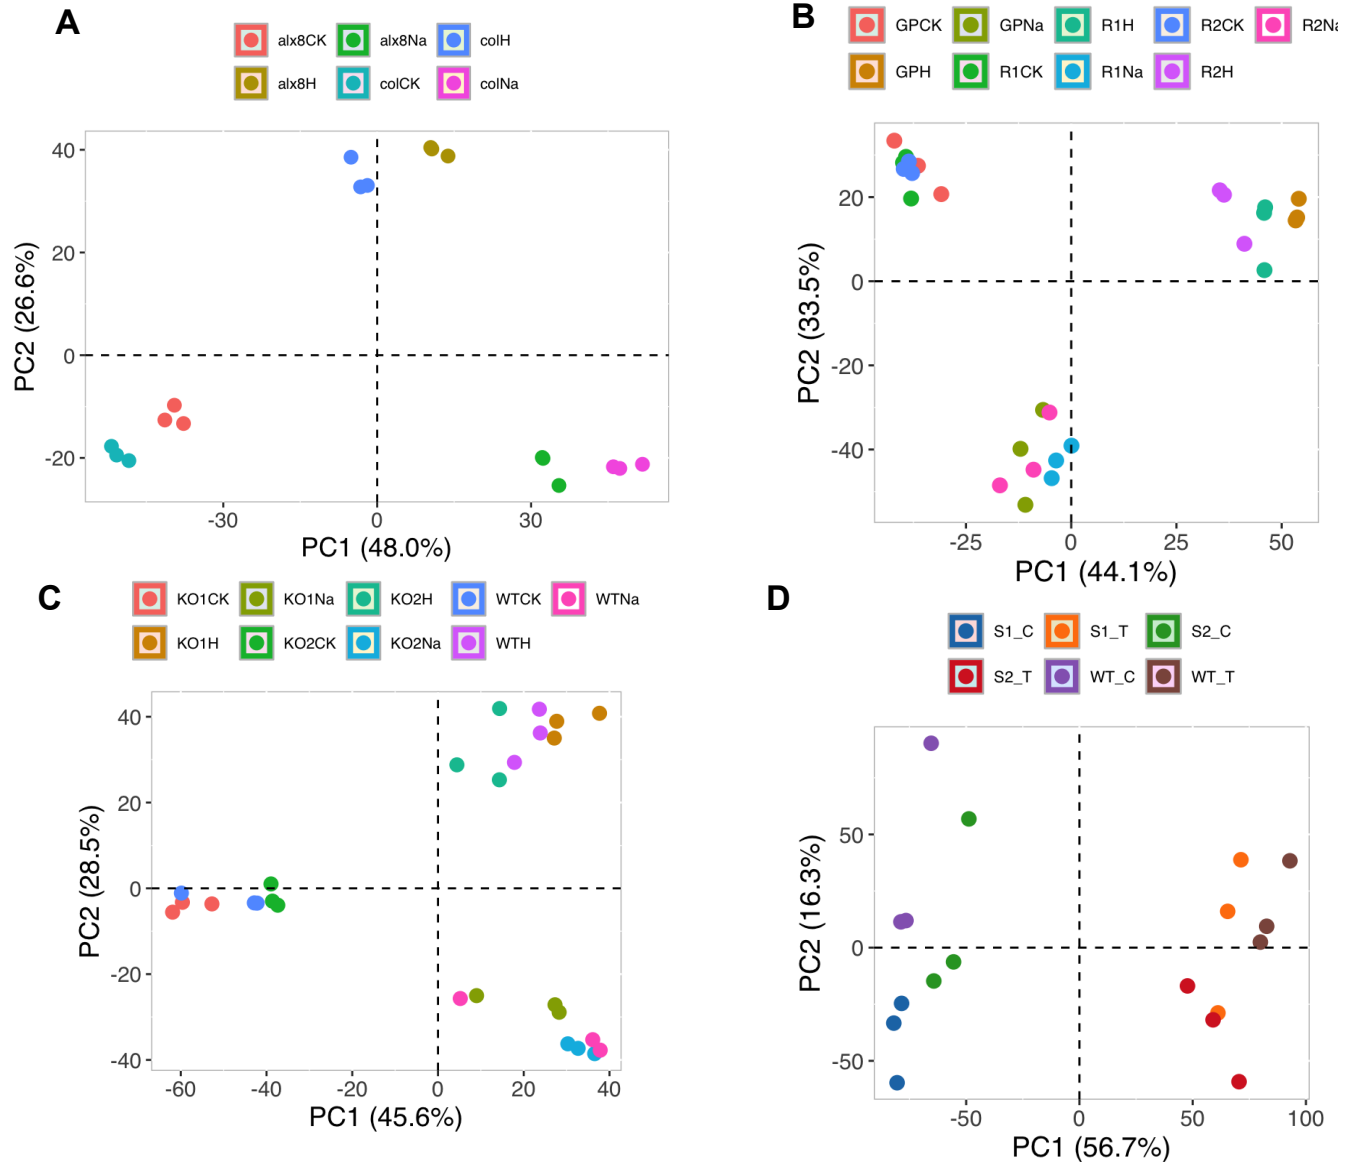 A
alx8CK alx8Na colH
alx8H colCK colNa
40
20
0
-20
-30 0 30
PC1 (48.0%)
PC2 (26.6%)
B
GPCK GPNa R1H R2CK R2Na
GPH R1CK R1Na R2H
20
0
-20
-40
-25 0 25 50
PC1 (44.1%)
PC2 (33.5%)
C
KO1CK KO1Na KO2H WTCK WTNa
KO1H KO2CK KO2Na WTH
40
20
0
-20
-40
-60 -40 -20 0 20 40
PC1 (45.6%)
PC2 (28.5%)
D
S1_C S1_T S2_C
S2_T WT_C WT_T
50
0
-50
-50 0 50 100
PC1 (56.7%)
PC2 (16.3%)